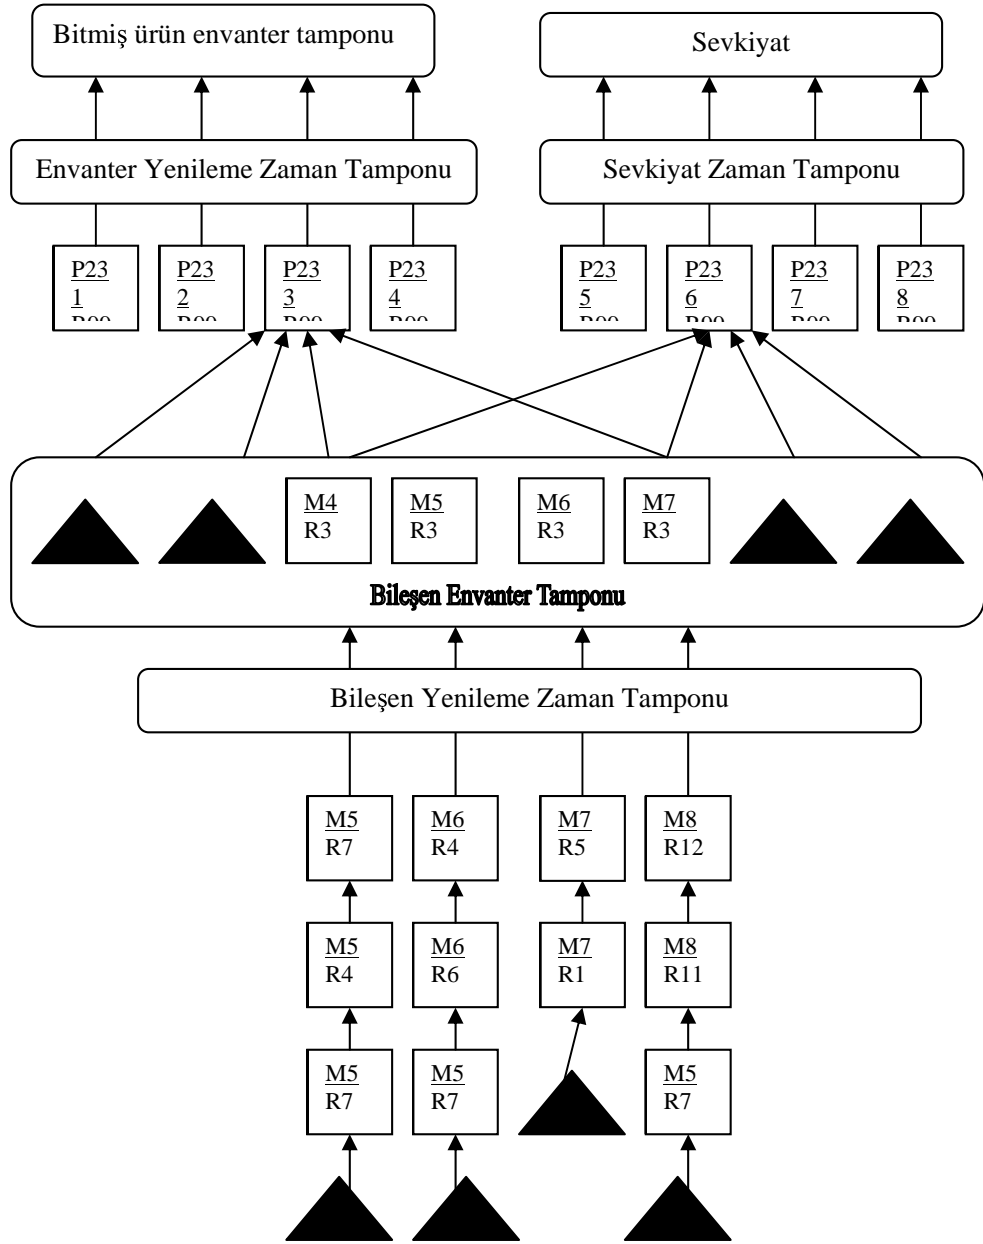 Bitmiş ürün envanter tamponu
Sevkiyat
Envanter Yenileme Zaman Tamponu
Sevkiyat Zaman Tamponu
P23
1
P23
2
P23
3
P23
4
P23
5
P23
6
P23
7
P23
8
M4
R3
M5
R3
M6
R3
M7
R3
Bileşen Envanter Tamponu
Bileşen Yenileme Zaman Tamponu
M5
R7
M6
R4
M7
R5
M8
R12
M5
R4
M6
R6
M7
R1
M8
R11
M5
R7
M5
R7
M5
R7